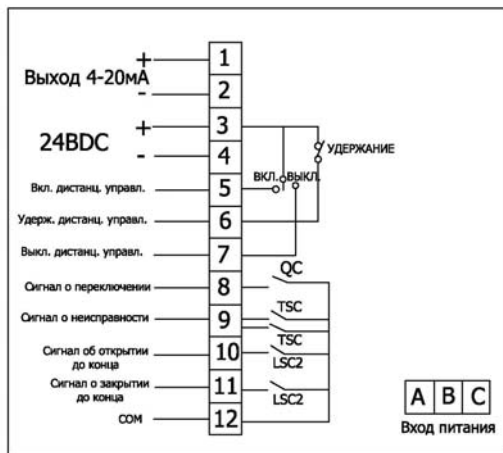 +
1
Выход 4-20мА
-
2
+
3
24ВDC
-
4
УДЕРЖАНИЕ
ВКЛ.
ВЫКЛ.
Вкл. дистанц. управл.
5
Удерж. дистанц. управл.
6
Выкл. дистанц. управл.
7
QC
Сигнал о переключении
8
TSC
Сигнал о неисправности
9
TSC
Сигнал об открытии
до конца
10
LSC2
Сигнал о закрытии
до конца
11
LSC2
COM
12
A B C
Вход питания